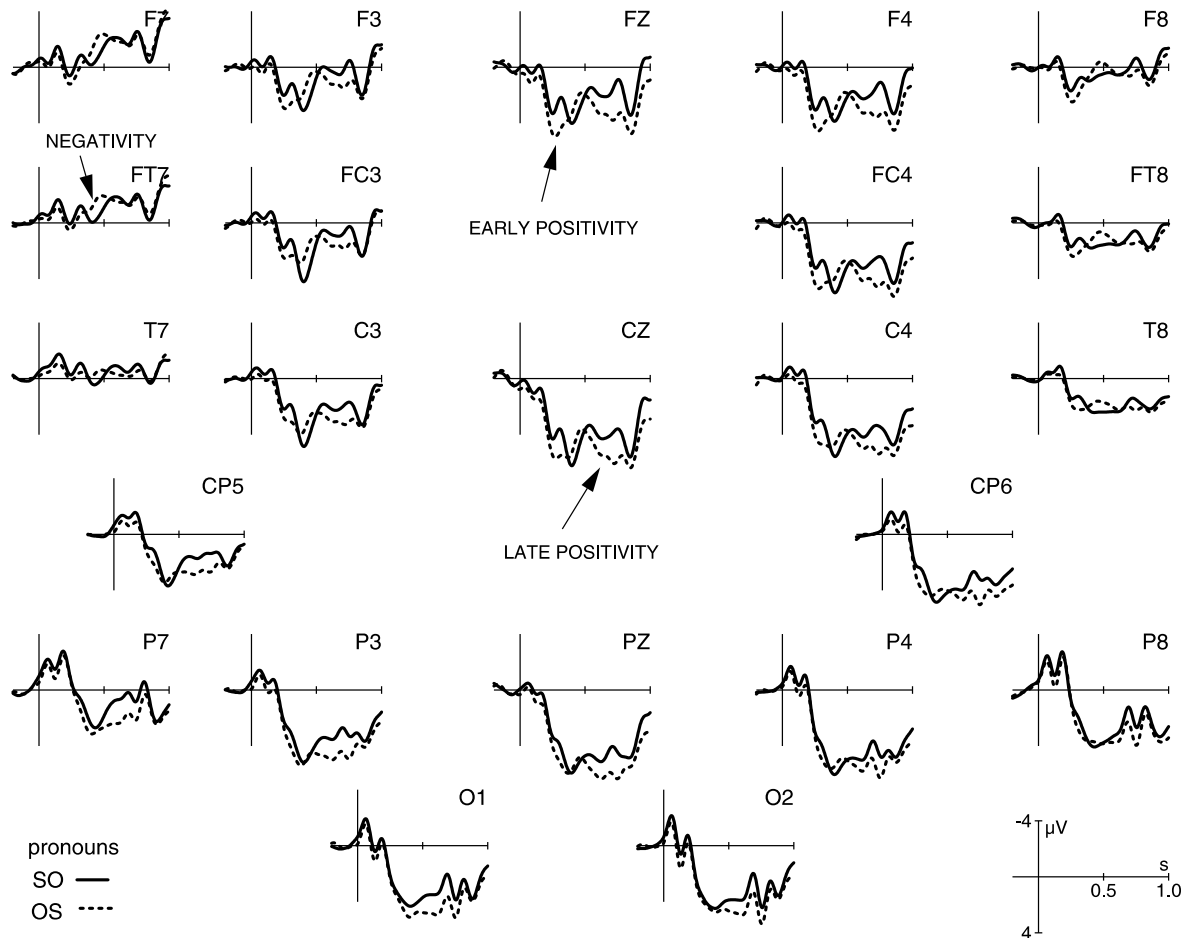 F7 F3 FZ F4 F8
NEGATIVITY
FT7 FC3 FC4 FT8
EARLY POSITIVITY
T7 C3 CZ C4 T8
CP5 CP6
LATE POSITIVITY
P7 P3 PZ P4 P8
O1 O2
pronouns
SO
OS
-4
µV
s
0.5 1.0
4